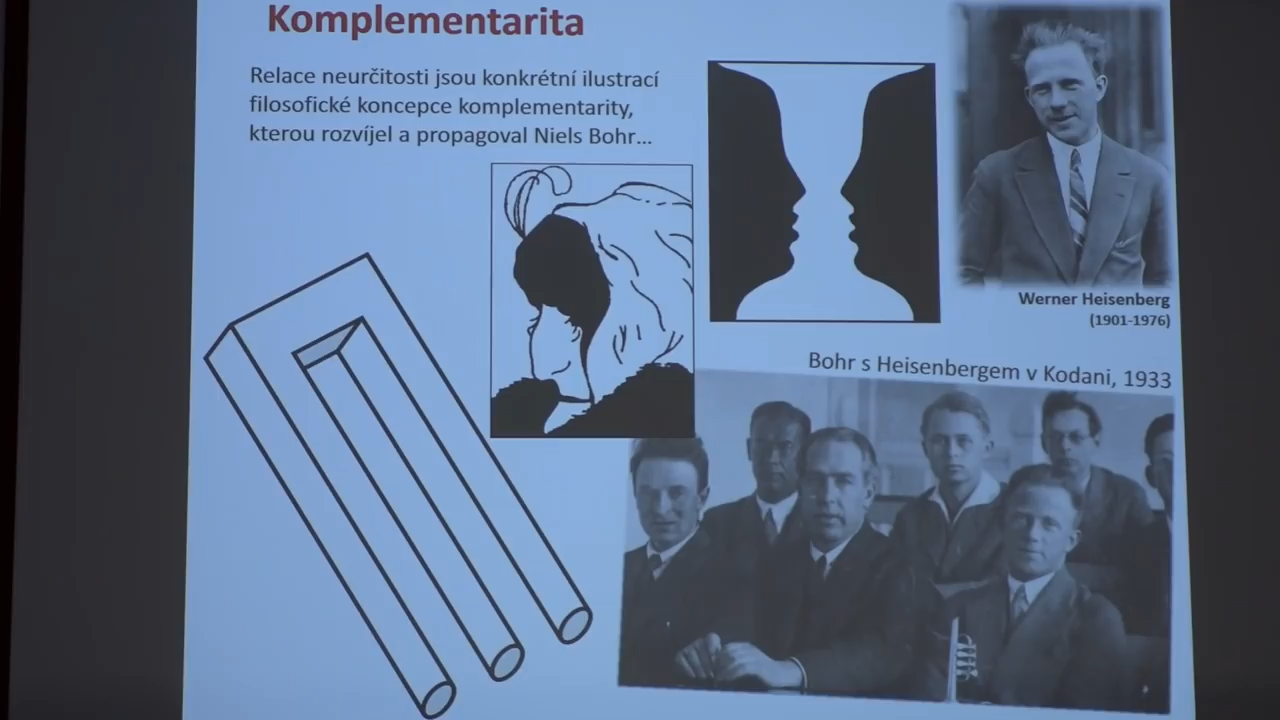 Komplementarita
Relace neurčitosti jsou konkrétní ilustrací
filosofické koncepce komplementarity,
kterou rozvíjel a propagoval Niels Bohr...
Werner Heisenberg
(1901-1976)
Bohr s Heisenbergem v Kodani, 1933